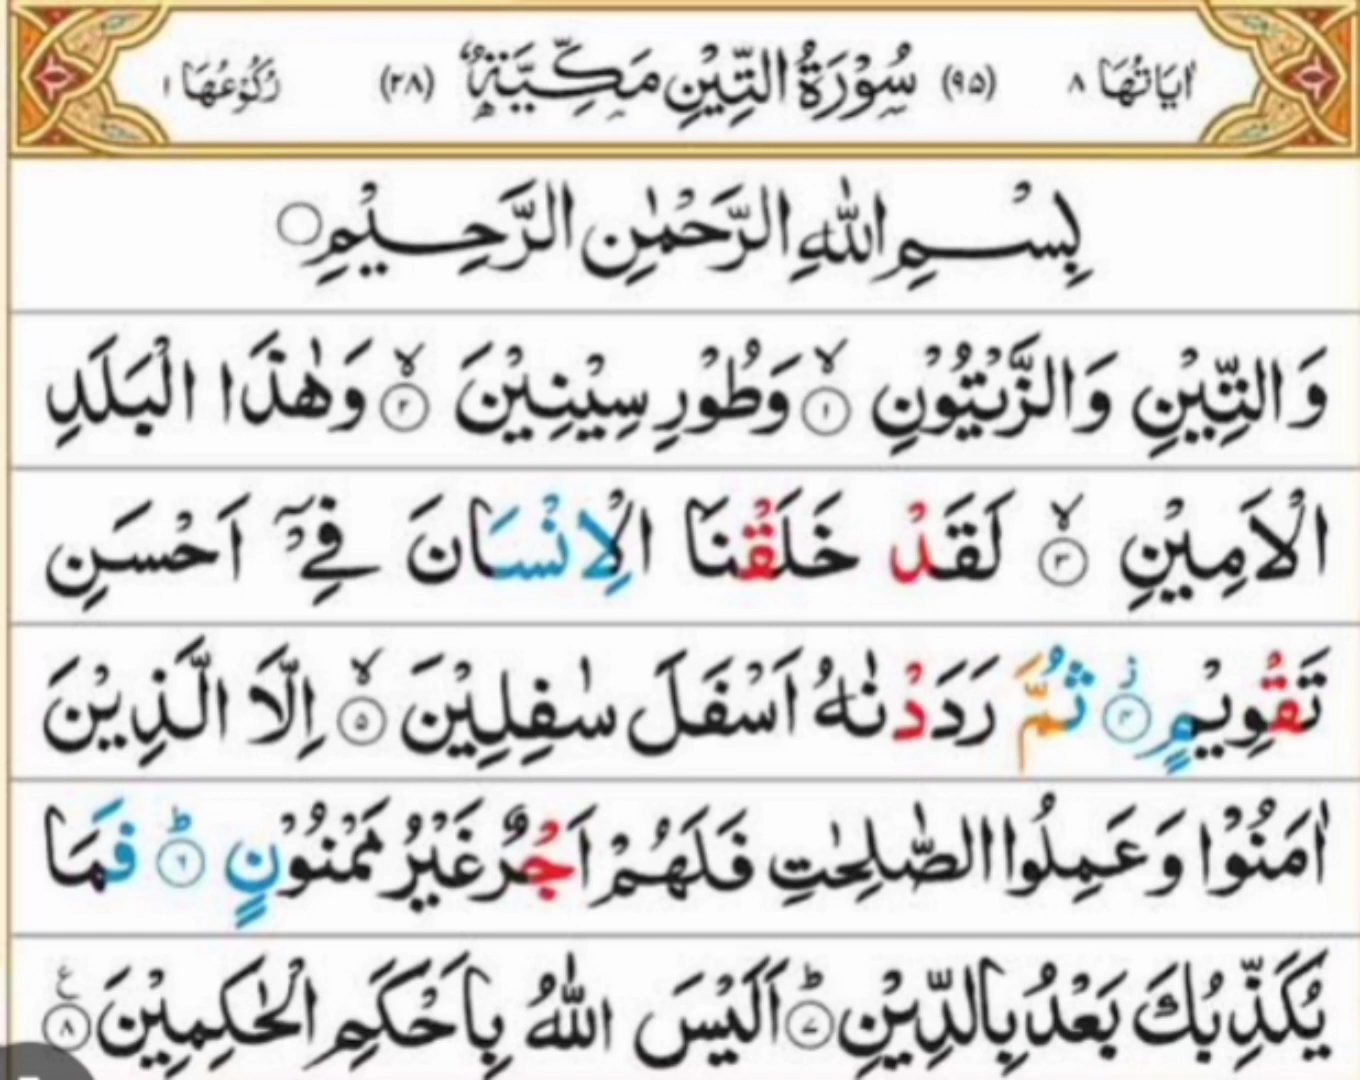 اٰيَاتُهَا ٨ (٩٥) سُوْرَةُ التِّيْنِ مَكِّيَّةٌ (٢٨) رُكُوْعُهَا ١
بِسْمِ اللّٰهِ الرَّحْمٰنِ الرَّحِيْمِ
وَالتِّيْنِ وَالزَّيْتُوْنِ ۙ‏﴿١﴾ وَطُوْرِ سِيْنِيْنَ ۙ‏﴿٢﴾ وَهٰذَا الْبَلَدِ
الْاَمِيْنِ ۙ‏﴿٣﴾ لَقَدْ خَلَقْنَا الْاِنْسَانَ فِيْۤ اَحْسَنِ
تَقْوِيْمٍ ۚ‏﴿٤﴾ ثُمَّ رَدَدْنٰهُ اَسْفَلَ سٰفِلِيْنَ ۙ‏﴿٥﴾ اِلَّا الَّذِيْنَ
اٰمَنُوْا وَعَمِلُوا الصّٰلِحٰتِ فَلَهُمْ اَجْرٌ غَيْرُ مَمْنُوْنٍ ؕ‏﴿٦﴾ فَمَا
يُكَذِّبُكَ بَعْدُ بِالدِّيْنِ ؕ‏﴿٧﴾ اَلَيْسَ اللّٰهُ بِاَحْكَمِ الْحٰكِمِيْنَ ﴿٨﴾ ع